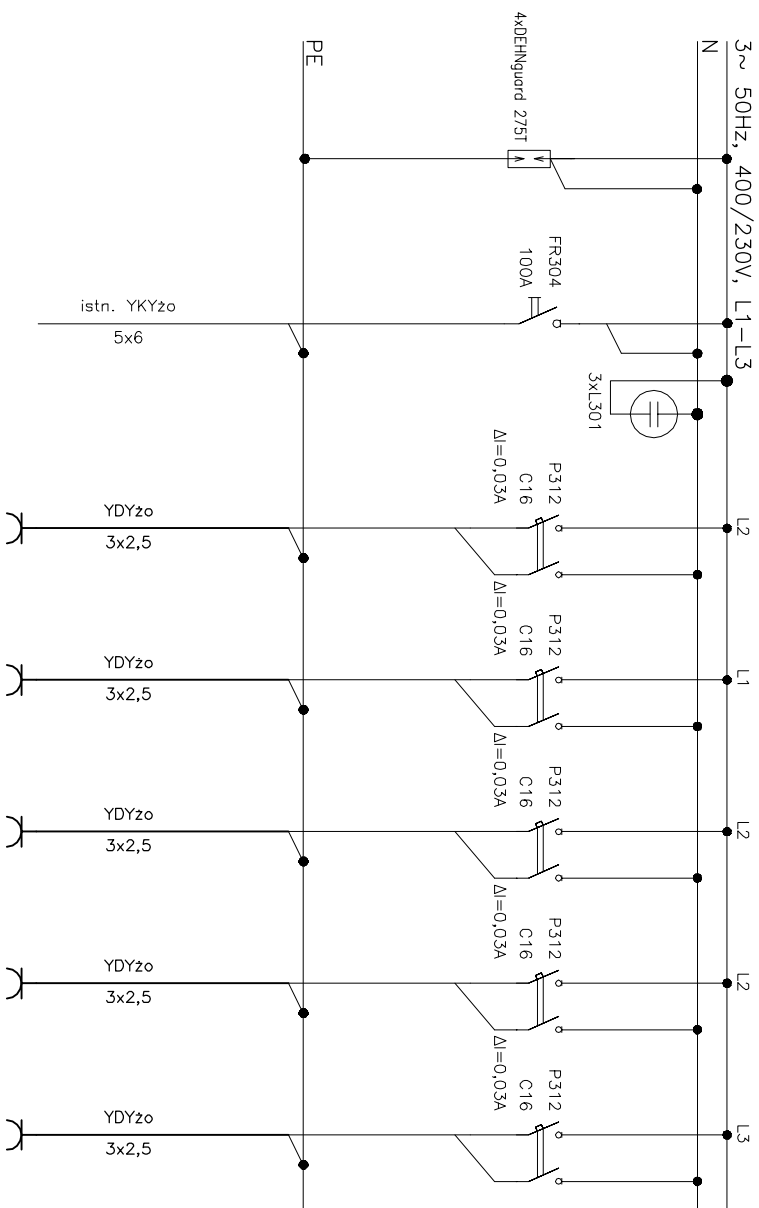 3~ 50Hz, 400/230V, L1-L3
N
PE
4xDEHNguard 275T
FR304
100A
istn. YKYżo
5x6
3xL301
L2
P312
C16
ΔI=0,03A
YDYżo
3x2,5
L1
P312
C16
ΔI=0,03A
YDYżo
3x2,5
L2
P312
C16
ΔI=0,03A
YDYżo
3x2,5
L2
P312
C16
ΔI=0,03A
YDYżo
3x2,5
L3
P312
C16
ΔI=0,03A
YDYżo
3x2,5